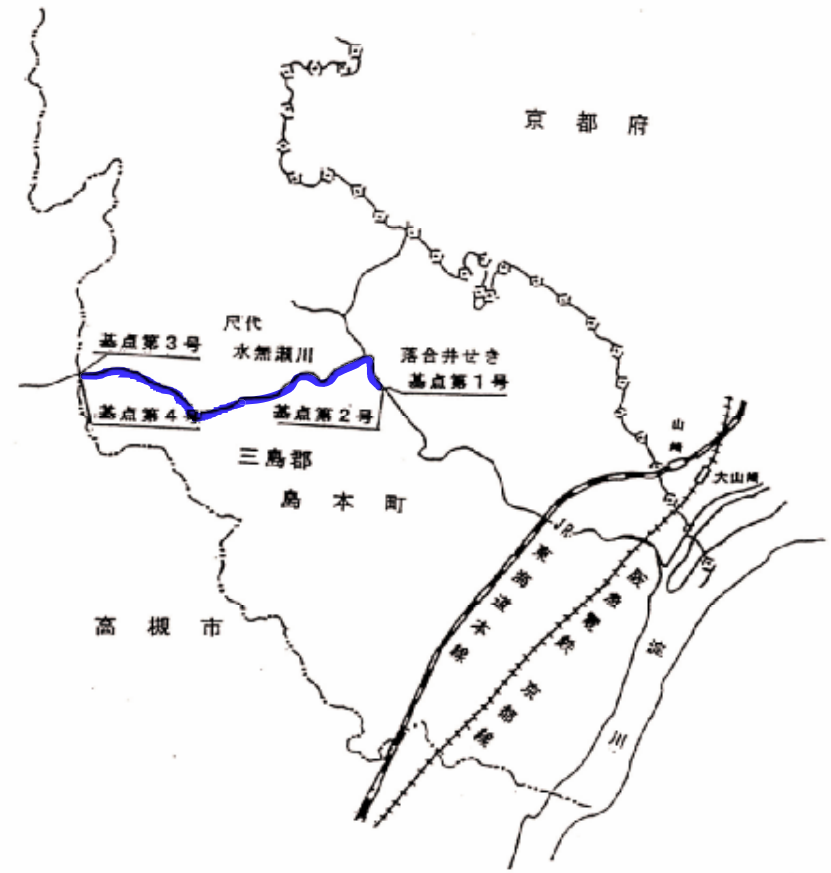 京都府
尺代
基点第3号
水無瀬川
落合井せき
基点第1号
基点第4号
基点第2号
三島郡
島本町
山崎
大山崎
JR
東海道本線
阪急電鉄
京都線
高槻市
淀川